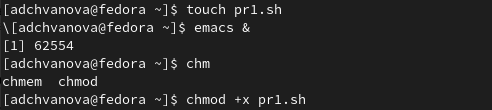 [adchvanova@fedora ~]$ touch pr1.sh
\[adchvanova@fedora ~]$ emacs &
[1] 62554
[adchvanova@fedora ~]$ chm
chmem  chmod
[adchvanova@fedora ~]$ chmod +x pr1.sh